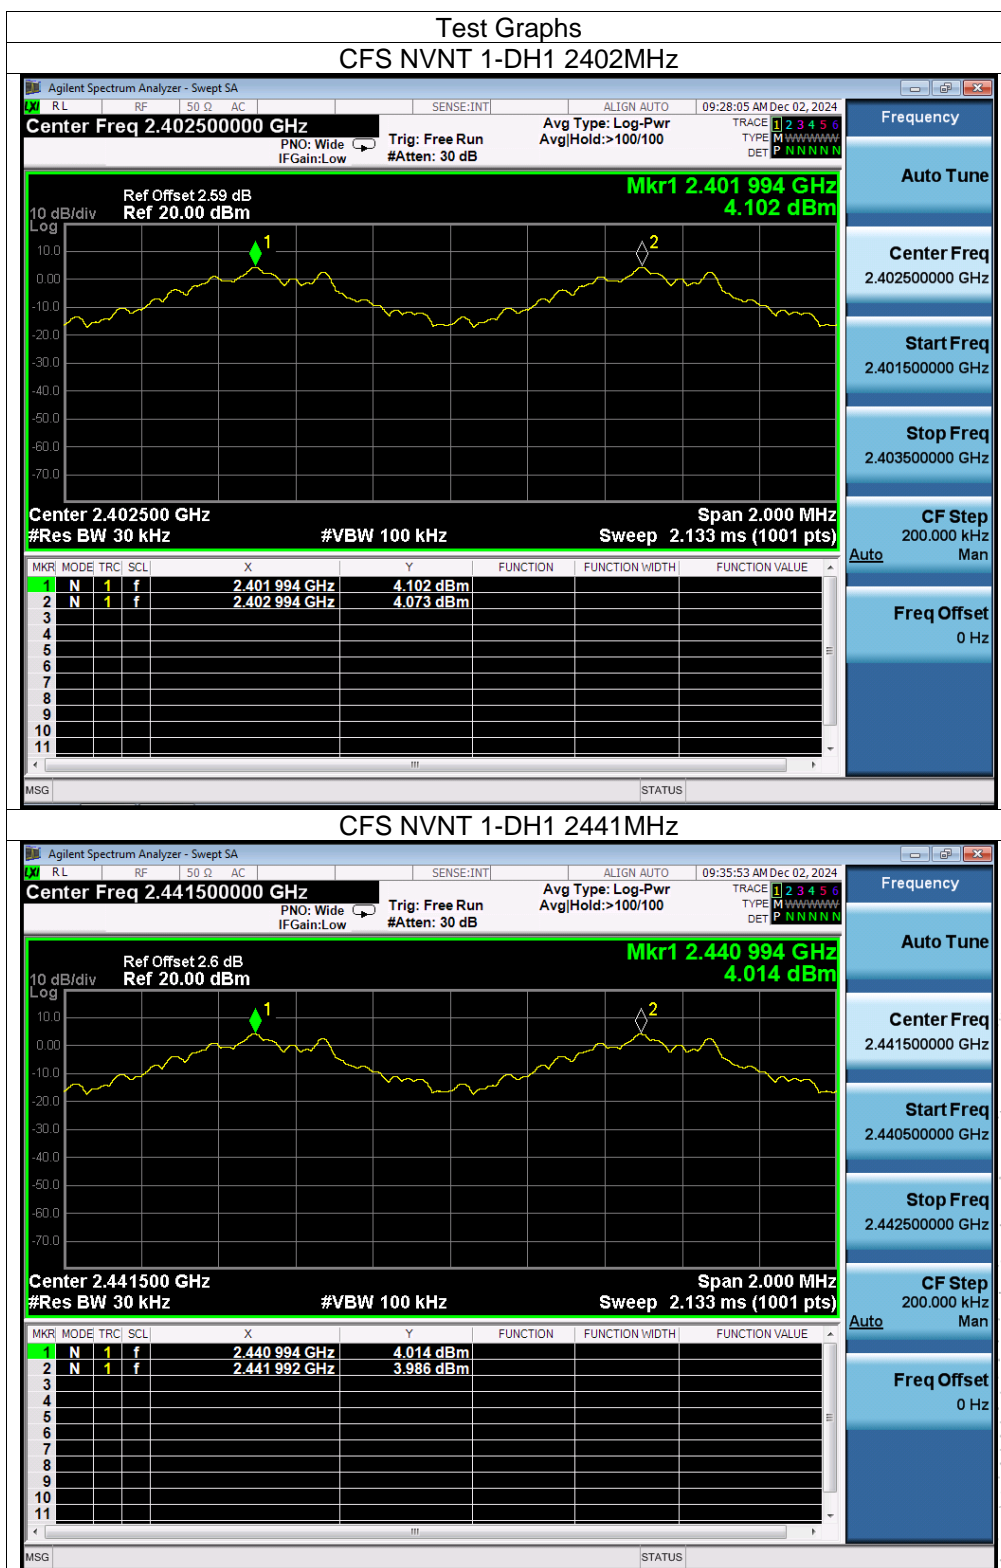 Test Graphs
CFS NVNT 1-DH1 2402MHz
Agilent Spectrum Analyzer - Swept SA
LXI RL RF 50 Ω AC SENSE:INT ALIGN AUTO 09:28:05 AM Dec 02, 2024
Center Freq 2.402500000 GHz
PNO: Wide
IFGain:Low
Trig: Free Run
#Atten: 30 dB
Avg Type: Log-Pwr
Avg|Hold:>100/100
TRACE 1 2 3 4 5 6
TYPE M WWWWW
DET P N N N N N
Frequency
Auto Tune
Center Freq
2.402500000 GHz
Start Freq
2.401500000 GHz
Stop Freq
2.403500000 GHz
CF Step
200.000 kHz
Auto Man
Freq Offset
0 Hz
Mkr1 2.401 994 GHz
4.102 dBm
Ref Offset 2.59 dB
10 dB/div Ref 20.00 dBm
Log
1
2
10.0
0.00
-10.0
-20.0
-30.0
-40.0
-50.0
-60.0
-70.0
Center 2.402500 GHz Span 2.000 MHz
#Res BW 30 kHz #VBW 100 kHz Sweep 2.133 ms (1001 pts)
MKR MODE TRC SCL X Y FUNCTION FUNCTION WIDTH FUNCTION VALUE
1 N 1 f 2.401 994 GHz 4.102 dBm
2 N 1 f 2.402 994 GHz 4.073 dBm
3
4
5
6
7
8
9
10
11
MSG STATUS
CFS NVNT 1-DH1 2441MHz
Agilent Spectrum Analyzer - Swept SA
LXI RL RF 50 Ω AC SENSE:INT ALIGN AUTO 09:35:53 AM Dec 02, 2024
Center Freq 2.441500000 GHz
PNO: Wide
IFGain:Low
Trig: Free Run
#Atten: 30 dB
Avg Type: Log-Pwr
Avg|Hold:>100/100
TRACE 1 2 3 4 5 6
TYPE M WWWWW
DET P N N N N N
Frequency
Auto Tune
Center Freq
2.441500000 GHz
Start Freq
2.440500000 GHz
Stop Freq
2.442500000 GHz
CF Step
200.000 kHz
Auto Man
Freq Offset
0 Hz
Mkr1 2.440 994 GHz
4.014 dBm
Ref Offset 2.6 dB
10 dB/div Ref 20.00 dBm
Log
1
2
10.0
0.00
-10.0
-20.0
-30.0
-40.0
-50.0
-60.0
-70.0
Center 2.441500 GHz Span 2.000 MHz
#Res BW 30 kHz #VBW 100 kHz Sweep 2.133 ms (1001 pts)
MKR MODE TRC SCL X Y FUNCTION FUNCTION WIDTH FUNCTION VALUE
1 N 1 f 2.440 994 GHz 4.014 dBm
2 N 1 f 2.441 992 GHz 3.986 dBm
3
4
5
6
7
8
9
10
11
MSG STATUS